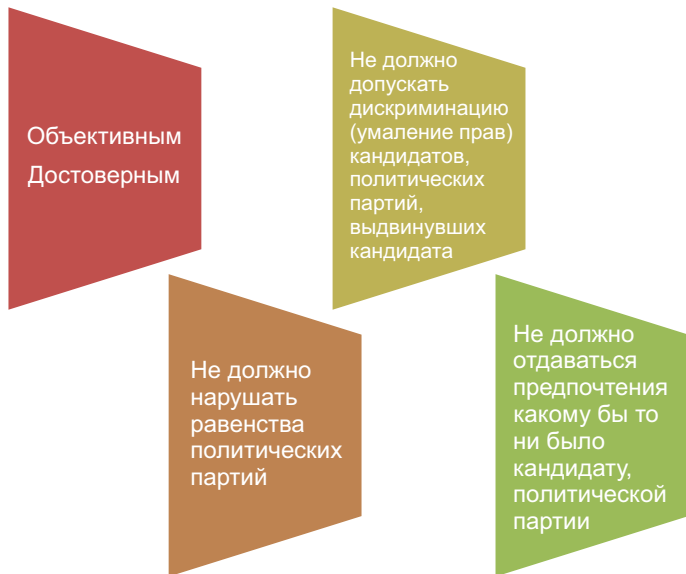 Объективным
Достоверным
Не должно
нарушать
равенства
политических
партий
Не должно
допускать
дискриминацию
(умаление прав)
кандидатов,
политических
партий,
выдвинувших
кандидата
Не должно
отдаваться
предпочтения
какому бы то
ни было
кандидату,
политической
партии